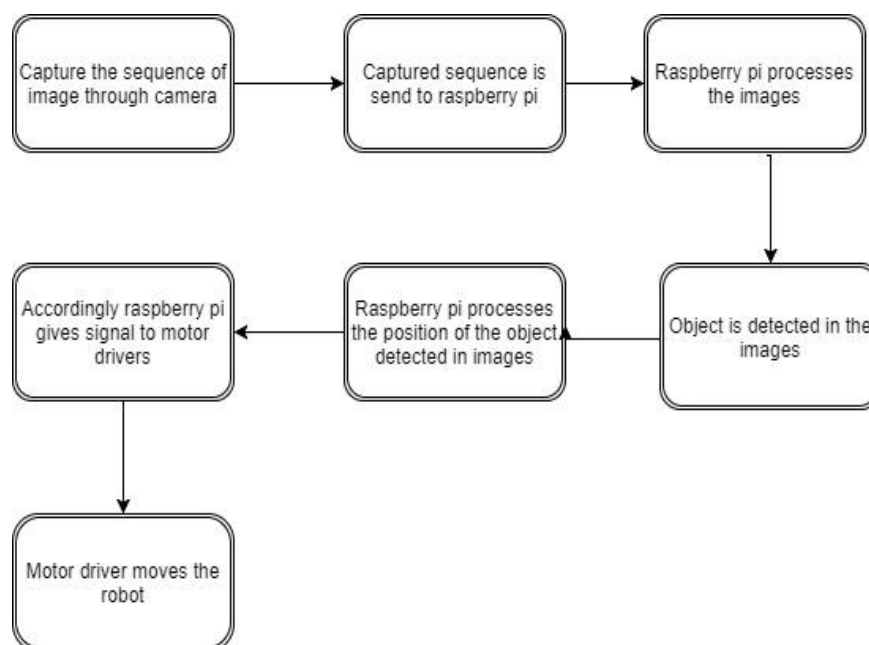 Capture the sequence of
image through camera
Captured sequence is
send to raspberry pi
Raspberry pi processes
the images
Object is detected in the
images
Raspberry pi processes
the position of the object
detected in images
Accordingly raspberry pi
gives signal to motor
drivers
Motor driver moves the
robot